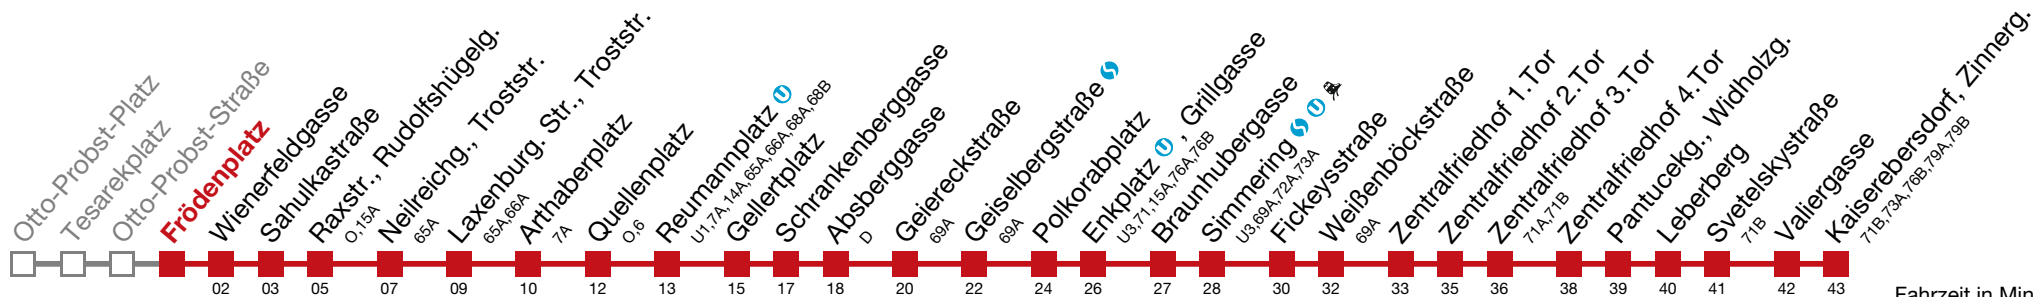 Otto-Probst-Platz
Tesarekplatz
Otto-Probst-Straße
Frödenplatz
Wienerfeldgasse
Sahulkastraße
Raxstr., Rudolfshügelg.
O,15A
Neilreichg., Troststr.
65A
Laxenburg. Str., Troststr.
65A,66A
Arthaberplatz
7A
Quellenplatz
O,6
Reumannplatz U
U1,7A,14A,65A,66A,68A,68B
Gellertplatz
Schrankenberggasse
Absberggasse
D
Geiereckstraße
69A
Geiselbergstraße S
69A
Polkorabplatz
Enkplatz U , Grillgasse
U3,71,15A,76A,76B
Braunhubergasse
Simmering S U
U3,69A,72A,73A
Fickeysstraße
Weißenböckstraße
69A
Zentralfriedhof 1.Tor
Zentralfriedhof 2.Tor
Zentralfriedhof 3.Tor
71A,71B
Zentralfriedhof 4.Tor
Pantucekg., Widholzg.
Leberberg
Svetelskystraße
71B
Valiergasse
Kaiserebersdorf, Zinnerg.
71B,73A,76B,79A,79B
02 03 05 07 09 10 12 13 15 17 18 20 22 24 26 27 28 30 32 33 35 36 38 39 40 41 42 43
Fahrzeit in Min